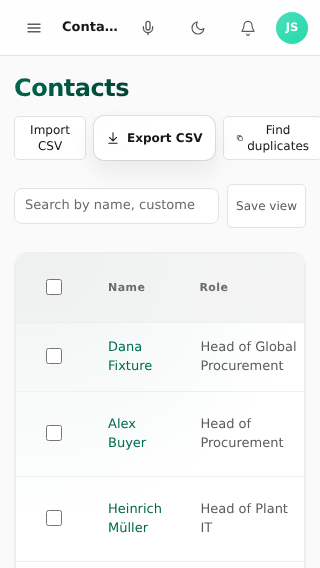 Conta...
JS
Contacts
Import
CSV
Export CSV
Find
duplicates
Search by name, custome
Save view
Name
Role
Dana
Fixture
Head of Global
Procurement
Alex
Buyer
Head of
Procurement
Heinrich
Müller
Head of Plant
IT